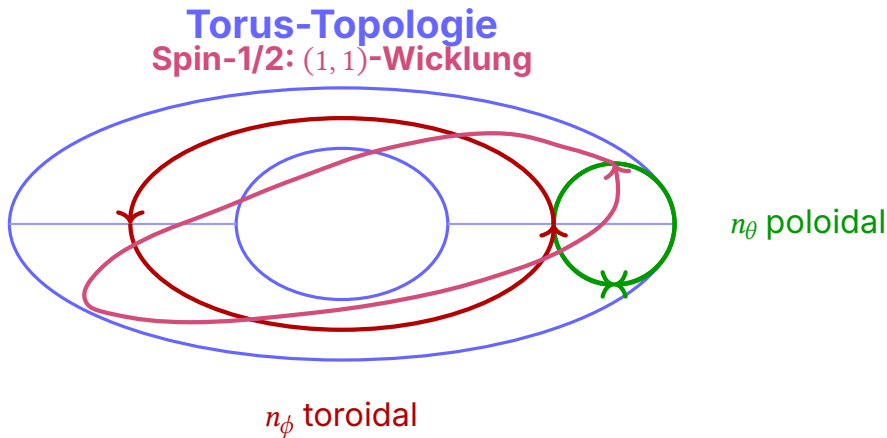 Torus-Topologie
Spin-1/2: (1, 1)-Wicklung
n_θ poloidal
n_ϕ toroidal